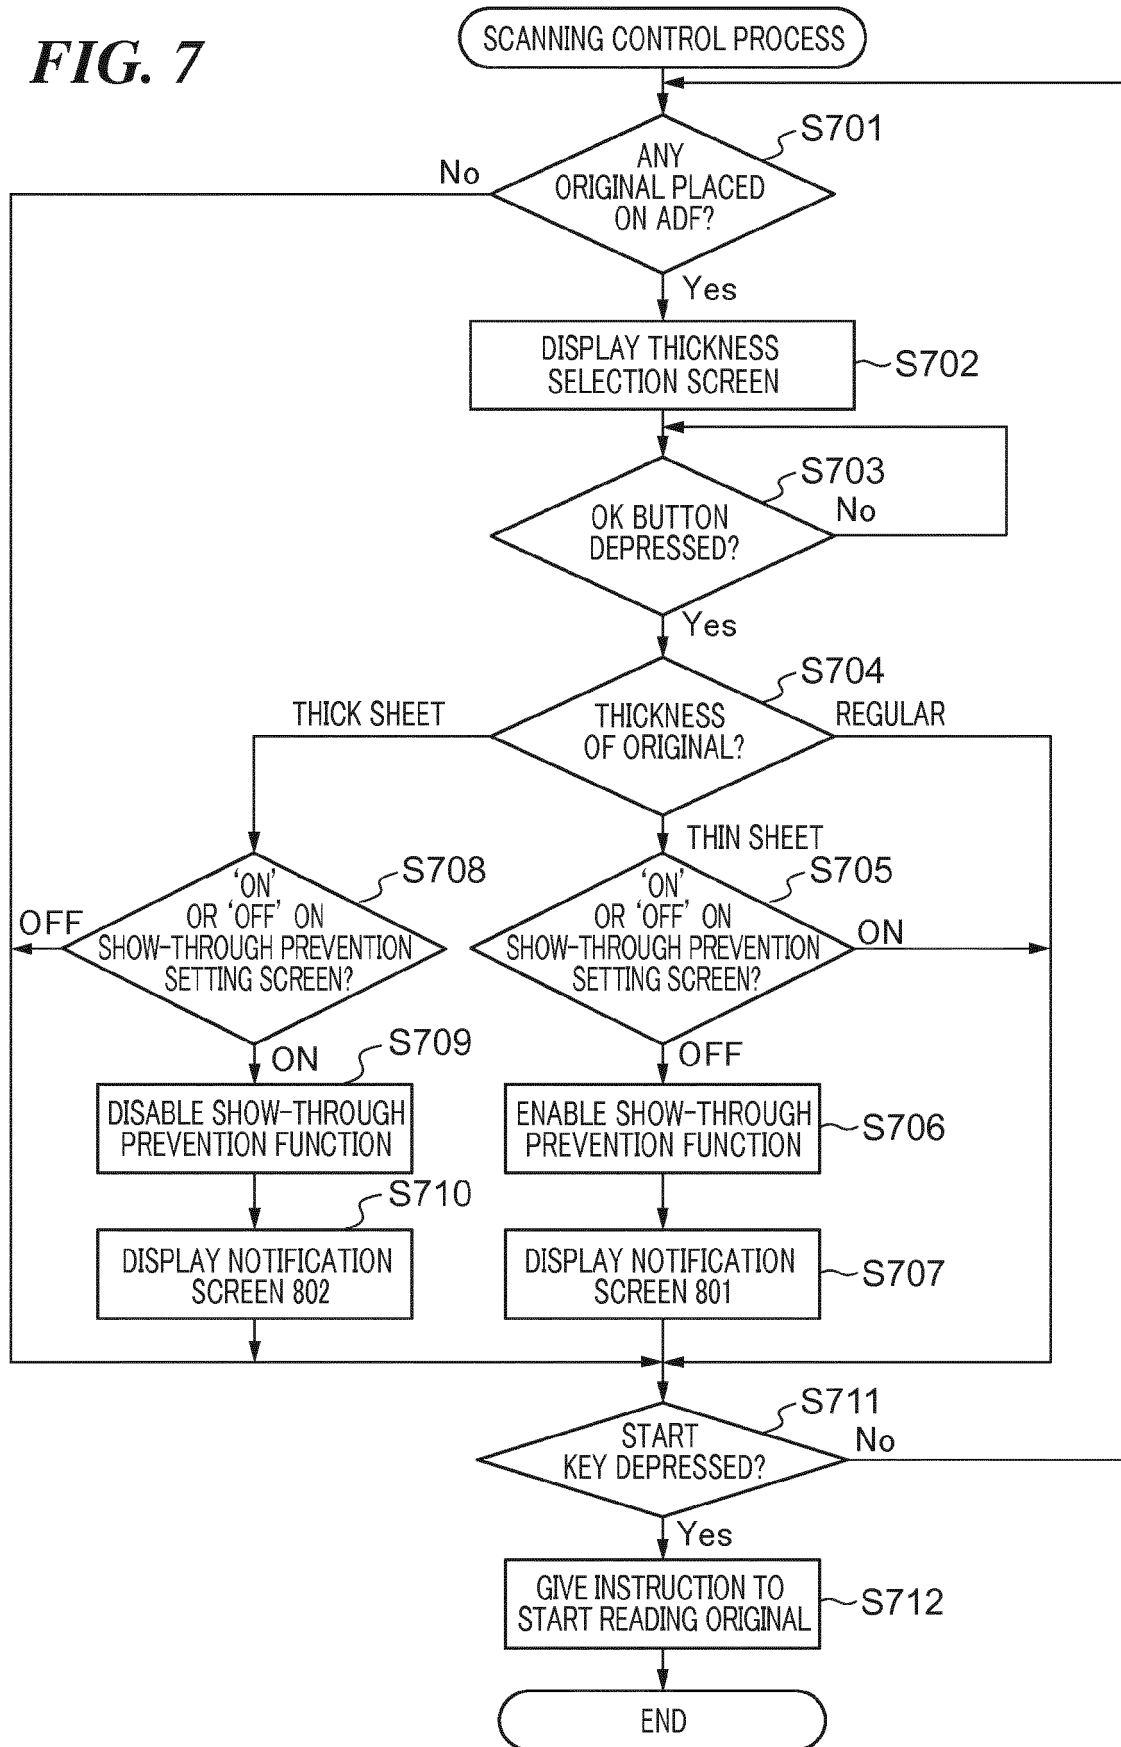 FIG. 7
SCANNING CONTROL PROCESS
S701
ANY
ORIGINAL PLACED
ON ADF?
No
Yes
DISPLAY THICKNESS
SELECTION SCREEN
S702
S703
OK BUTTON
DEPRESSED?
No
Yes
S704
THICKNESS
OF ORIGINAL?
THICK SHEET
REGULAR
THIN SHEET
S708
'ON'
OR 'OFF' ON
SHOW-THROUGH PREVENTION
SETTING SCREEN?
OFF
ON
S705
'ON'
OR 'OFF' ON
SHOW-THROUGH PREVENTION
SETTING SCREEN?
ON
OFF
S709
DISABLE SHOW-THROUGH
PREVENTION FUNCTION
ENABLE SHOW-THROUGH
PREVENTION FUNCTION
S706
S710
DISPLAY NOTIFICATION
SCREEN 802
DISPLAY NOTIFICATION
SCREEN 801
S707
S711
START
KEY DEPRESSED?
No
Yes
GIVE INSTRUCTION TO
START READING ORIGINAL
S712
END